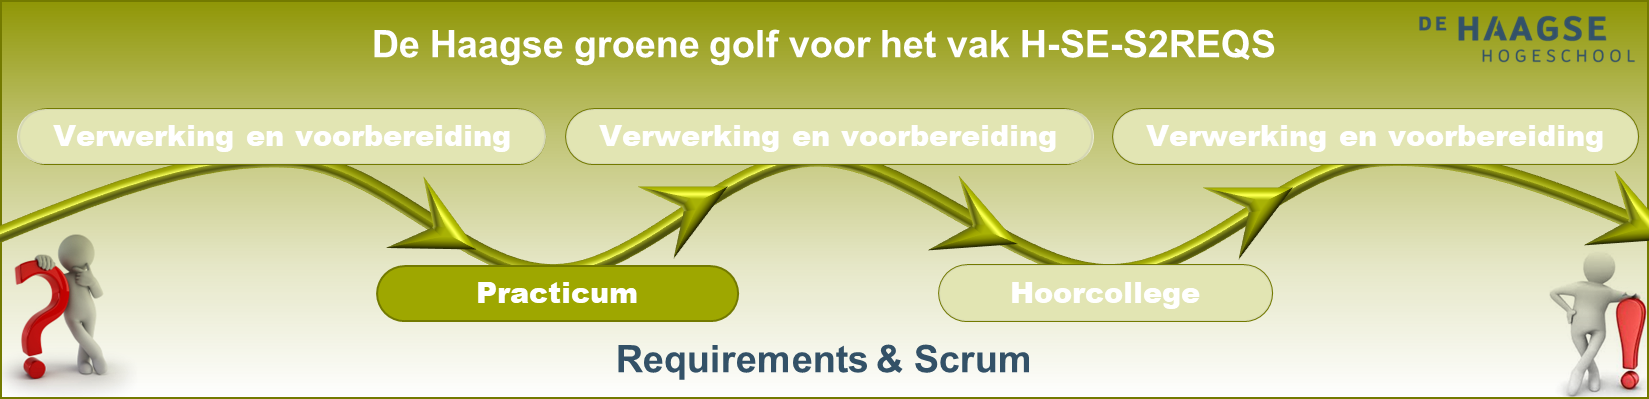 De Haagse groene golf voor het vak H-SE-S2REQS
DE HAAGSE
HOGESCHOOL
Verwerking en voorbereiding
Verwerking en voorbereiding
Verwerking en voorbereiding
Practicum
Hoorcollege
Requirements & Scrum